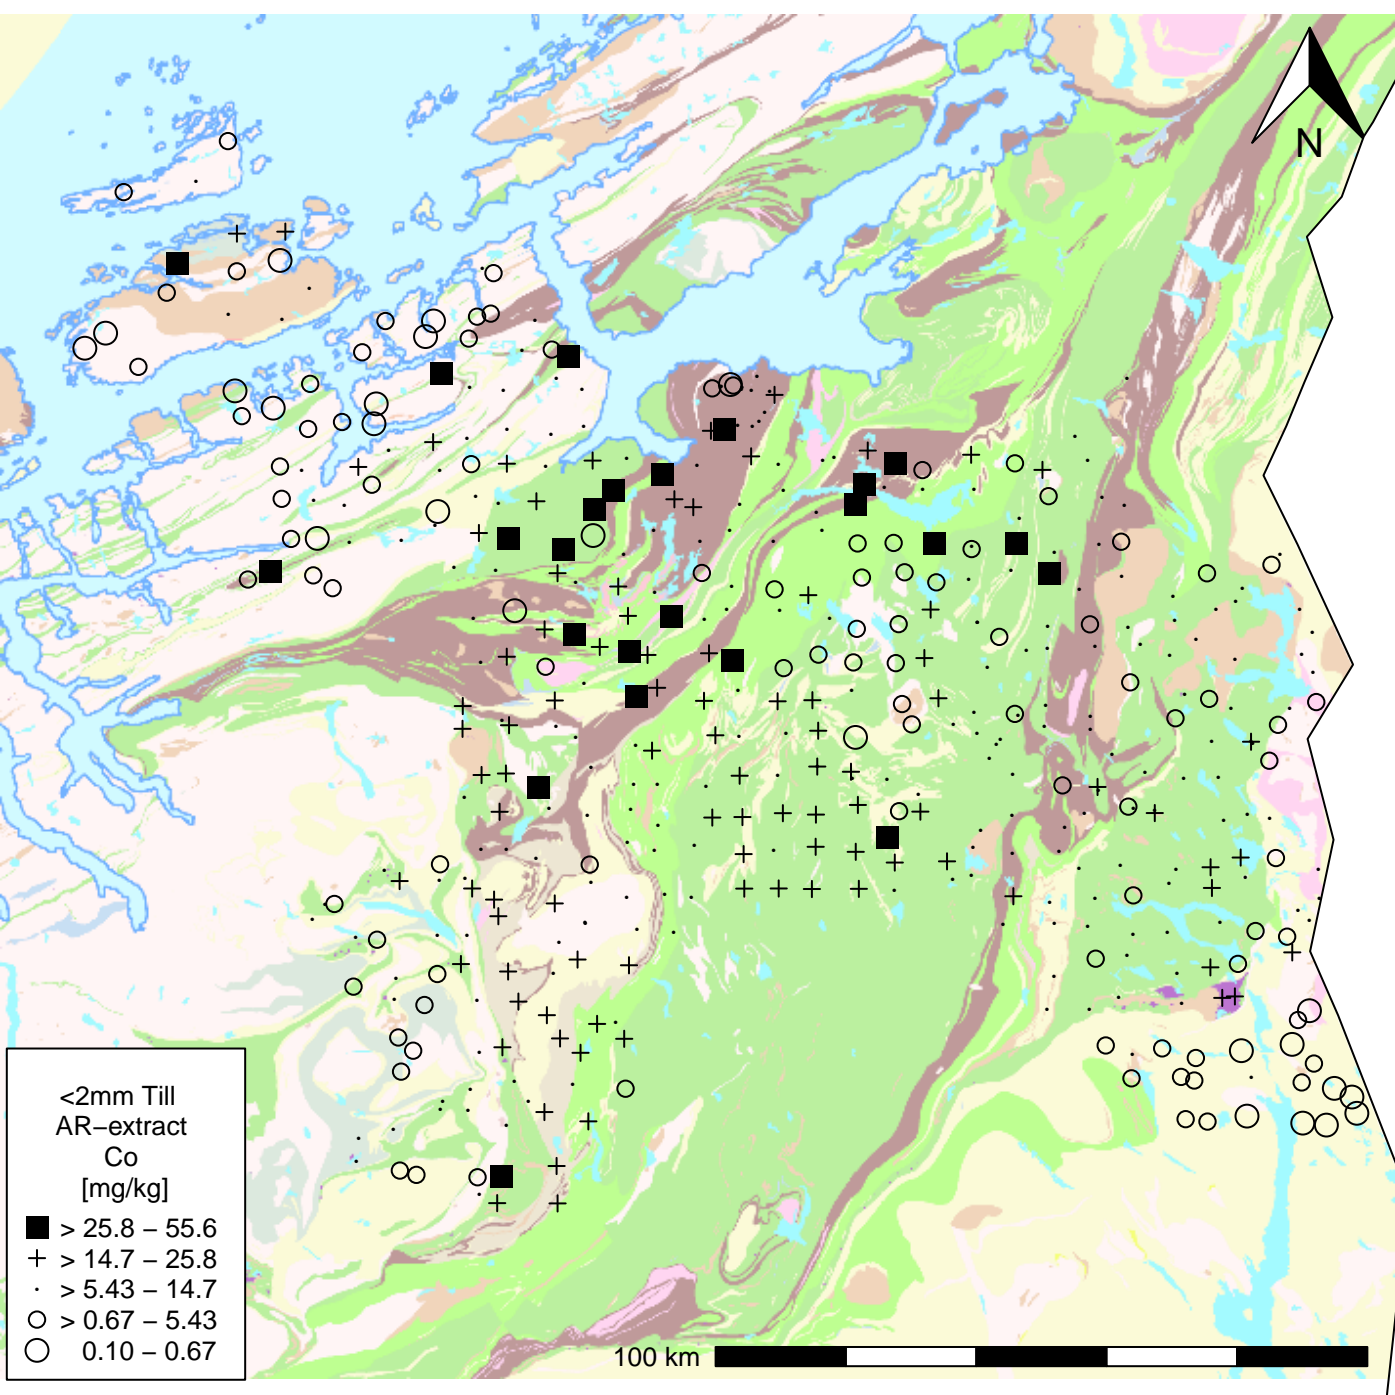 N
<2mm Till
AR−extract
Co
[mg/kg]
> 25.8 − 55.6
> 14.7 − 25.8
> 5.43 − 14.7
> 0.67 − 5.43
0.10 − 0.67
100 km